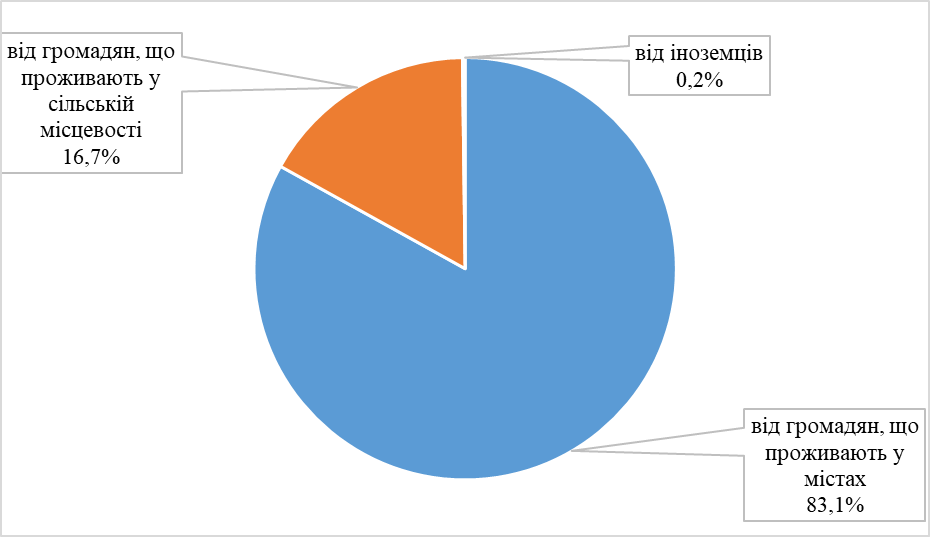 від громадян, що
проживають у
сільській
місцевості
16,7%
від іноземців
0,2%
від громадян, що
проживають у
містах
83,1%